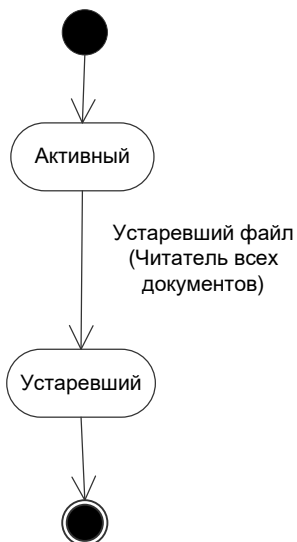 Активный
Устаревший файл
(Читатель всех
документов)
Устаревший